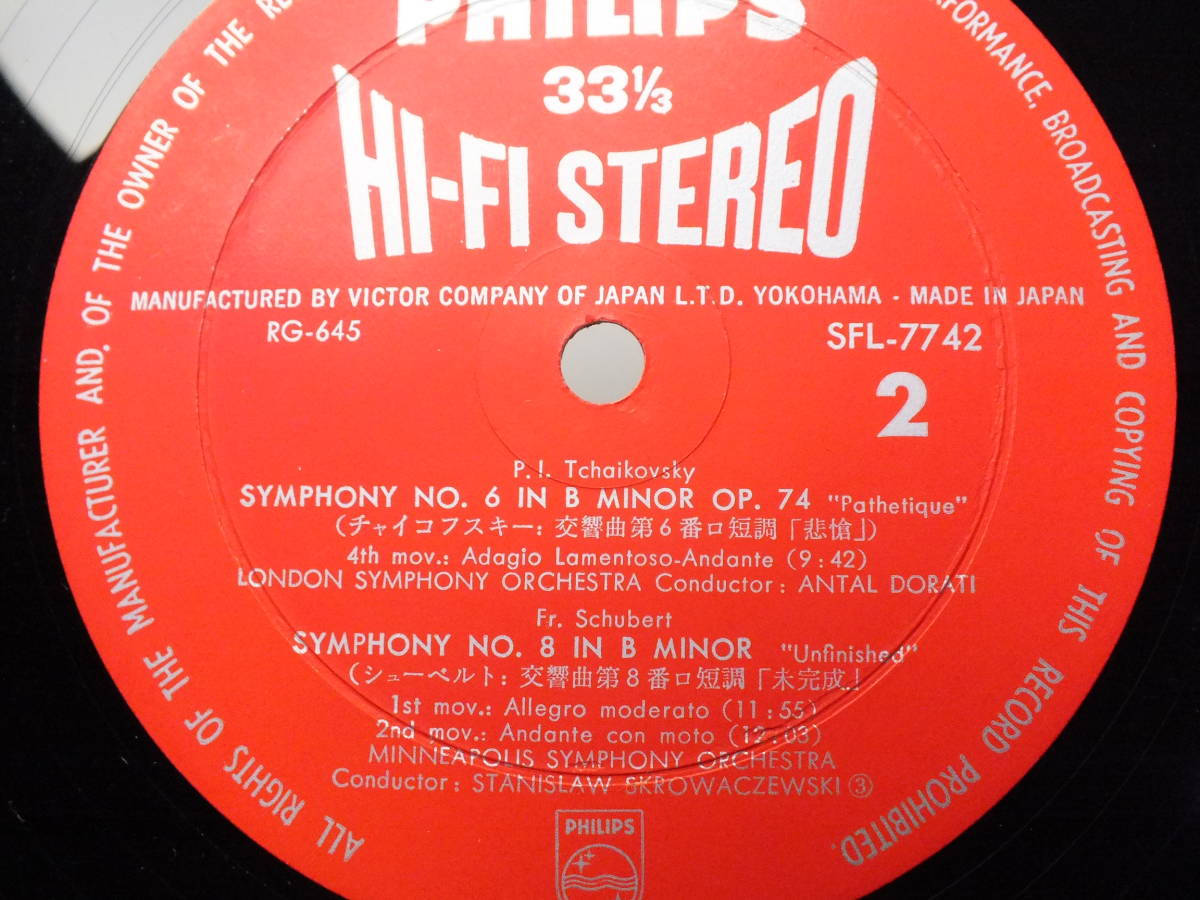 PHILIPS
33⅓
HI-FI STEREO
MANUFACTURED BY VICTOR COMPANY OF JAPAN L.T.D. YOKOHAMA - MADE IN JAPAN
RG-645
SFL-7742
2
P. I. Tchaikovsky
SYMPHONY NO. 6 IN B MINOR OP. 74 "Pathetique"
(チャイコフスキー: 交響曲第6番ロ短調「悲愴」)
4th mov.: Adagio Lamentoso-Andante (9:42)
LONDON SYMPHONY ORCHESTRA Conductor: ANTAL DORATI
Fr. Schubert
SYMPHONY NO. 8 IN B MINOR "Unfinished"
(シューベルト: 交響曲第8番ロ短調「未完成」
1st mov.: Allegro moderato (11:55)
2nd mov.: Andante con moto (12:03)
MINNEAPOLIS SYMPHONY ORCHESTRA
Conductor: STANISLAW SKROWACZEWSKI ③
PHILIPS
ALL RIGHTS OF THE MANUFACTURER AND, OF THE OWNER OF THE
PERFORMANCE, BROADCASTING AND COPYING OF THIS RECORD PROHIBITED.